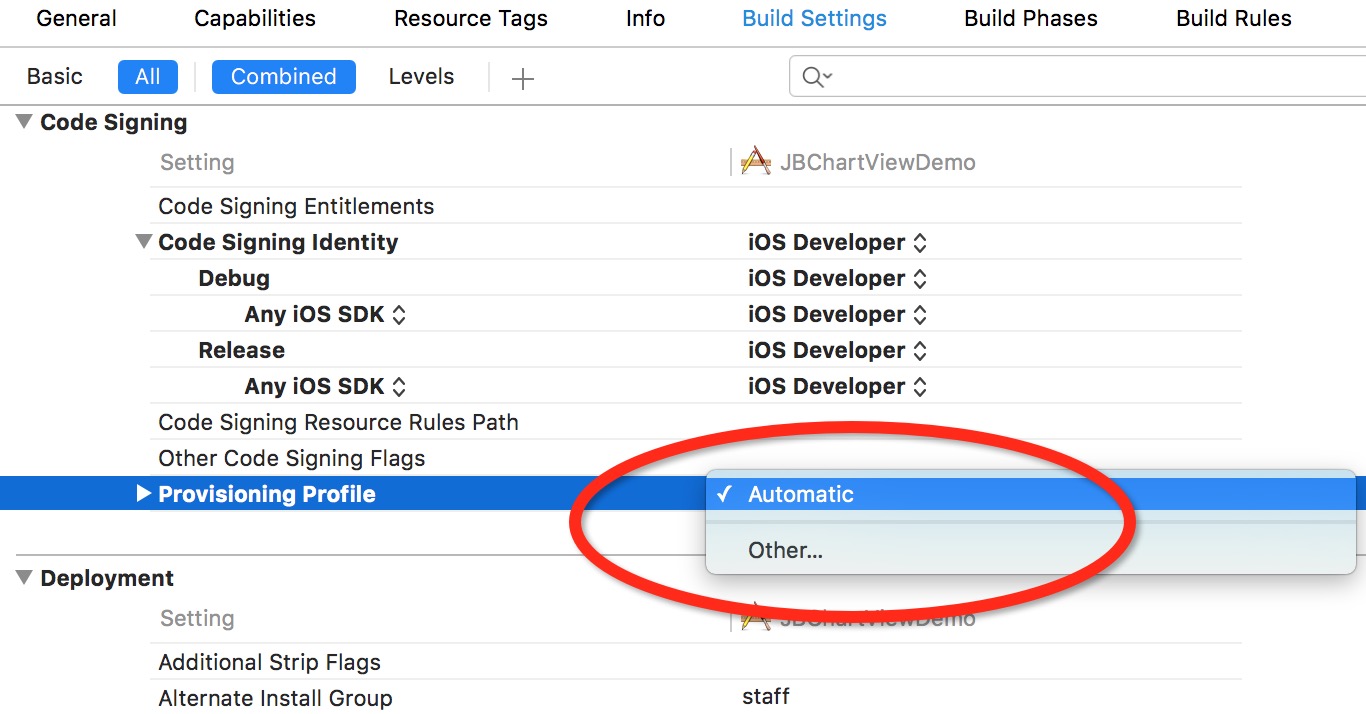 General Capabilities Resource Tags Info Build Settings Build Phases Build Rules
Basic All Combined Levels
Code Signing
Setting JBChartViewDemo
Code Signing Entitlements
Code Signing Identity iOS Developer
Debug iOS Developer
Any iOS SDK iOS Developer
Release iOS Developer
Any iOS SDK iOS Developer
Code Signing Resource Rules Path
Other Code Signing Flags
Provisioning Profile Automatic
Other...
Deployment
Setting JBChartViewDemo
Additional Strip Flags
Alternate Install Group staff